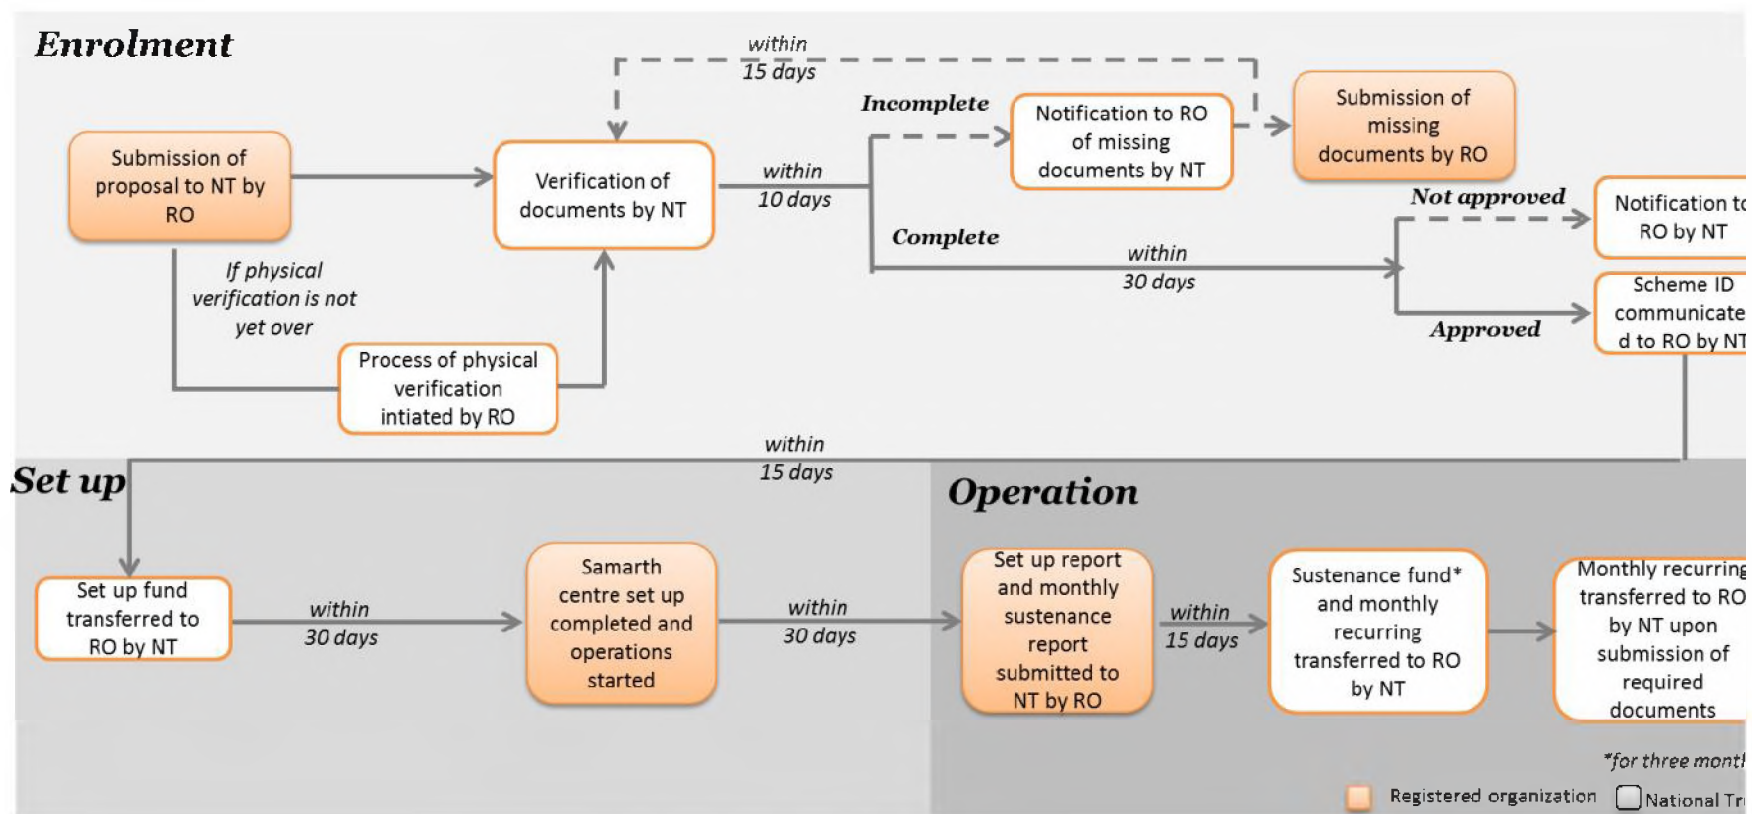 Enrolment
within
15 days
Submission of
proposal to NT by
RO
Verification of
documents by NT
within
10 days
Incomplete
Notification to RO
of missing
documents by NT
Submission of
missing
documents by RO
Complete
within
30 days
Not approved
Notification to
RO by NT
Approved
Scheme ID
communicate
d to RO by NT
If physical
verification is not
yet over
Process of physical
verification
intiated by RO
within
15 days
Set up
Set up fund
transferred to
RO by NT
within
30 days
Samarth
centre set up
completed and
operations
started
within
30 days
Operation
Set up report
and monthly
sustenance
report
submitted to
NT by RO
within
15 days
Sustenance fund*
and monthly
recurring
transferred to RO
by NT
Monthly recurring
transferred to RO
by NT upon
submission of
required
documents
*for three
Registered organization
National